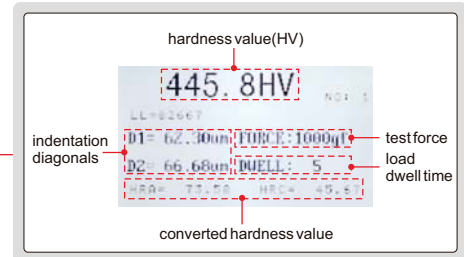 hardness value(HV)
445.8HV
NO: 1
LL=82667
indentation diagonals
D1= 62.30um FORCE:1000gf
test force
D2= 66.68um DWELL: 5
load dwell time
HRA= 73.58 HRC= 45.67
converted hardness value